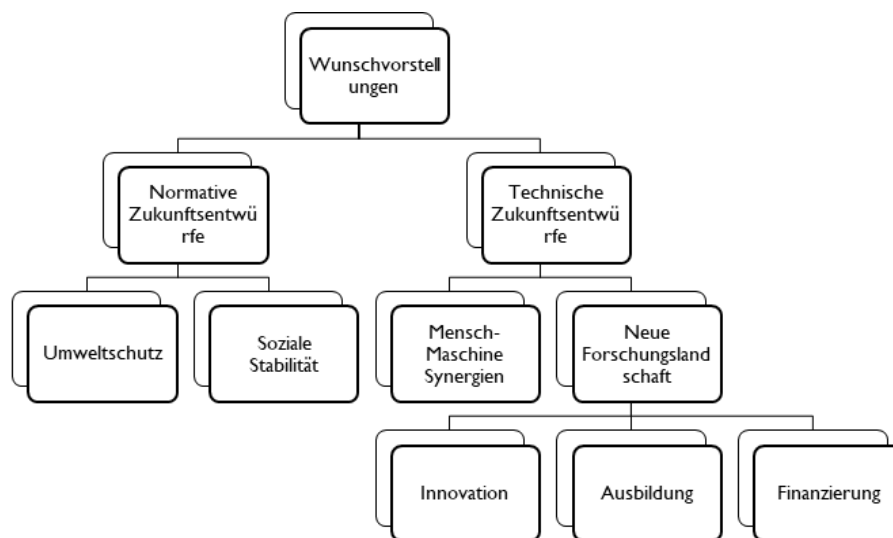 Wunschvorstell
ungen
Normative
Zukunftsentwü
rfe
Technische
Zukunftsentwü
rfe
Umweltschutz
Soziale
Stabilität
Mensch-
Maschine
Synergien
Neue
Forschungsland
schaft
Innovation
Ausbildung
Finanzierung